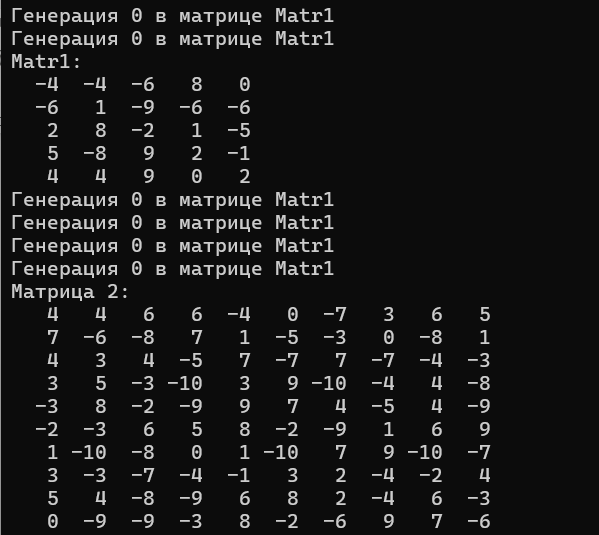 Генерация 0 в матрице Matr1
Генерация 0 в матрице Matr1
Matr1:
-4 -4 -6 8 0
-6 1 -9 -6 -6
2 8 -2 1 -5
5 -8 9 2 -1
4 4 9 0 2
Генерация 0 в матрице Matr1
Генерация 0 в матрице Matr1
Генерация 0 в матрице Matr1
Генерация 0 в матрице Matr1
Матрица 2:
4 4 6 6 -4 0 -7 3 6 5
7 -6 -8 7 1 -5 -3 0 -8 1
4 3 4 -5 7 -7 7 -7 -4 -3
3 5 -3 -10 3 9 -10 -4 4 -8
-3 8 -2 -9 9 7 4 -5 4 -9
-2 -3 6 5 8 -2 -9 1 6 9
1 -10 -8 0 1 -10 7 9 -10 -7
3 -3 -7 -4 -1 3 2 -4 -2 4
5 4 -8 -9 6 8 2 -4 6 -3
0 -9 -9 -3 8 -2 -6 9 7 -6